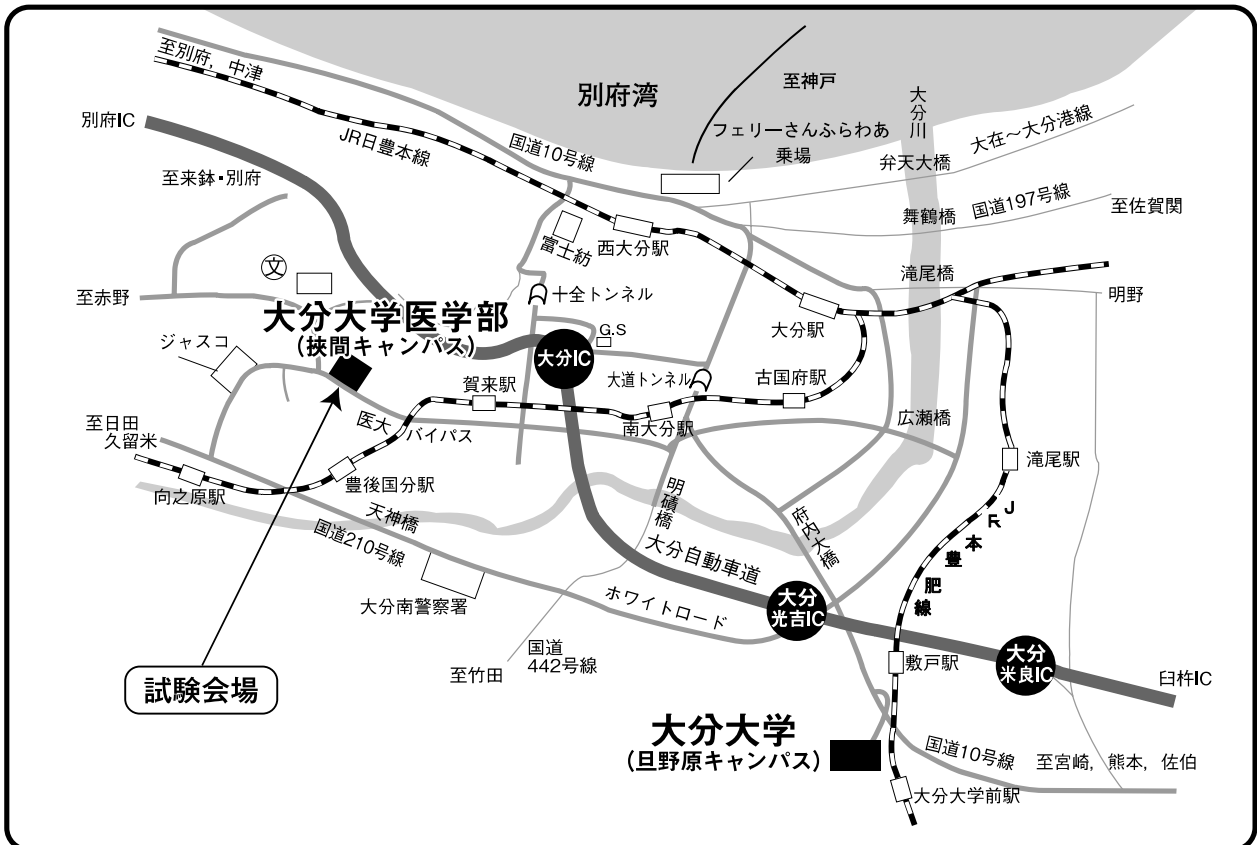 至別府，中津
別府湾
至神戸
大分川
別府IC
JR日豊本線
国道10号線
フェリーさんふらわあ
乗場
弁天大橋
大在～大分港線
至来鉢・別府
富士紡
西大分駅
舞鶴橋
国道197号線
至佐賀関
文
至赤野
十全トンネル
滝尾橋
明野
大分大学医学部
（挾間キャンパス）
G.S
大分駅
ジャスコ
大分IC
賀来駅
大道トンネル
古国府駅
至日田
久留米
医大バイパス
南大分駅
広瀬橋
向之原駅
豊後国分駅
滝尾駅
天神橋
明磧橋
府内大橋
JR豊肥本線
国道210号線
大分自動車道
大分南警察署
ホワイトロード
大分
光吉IC
国道
442号線
至竹田
敷戸駅
大分
米良IC
臼杵IC
試験会場
大分大学
（旦野原キャンパス）
国道10号線
至宮崎，熊本，佐伯
大分大学前駅